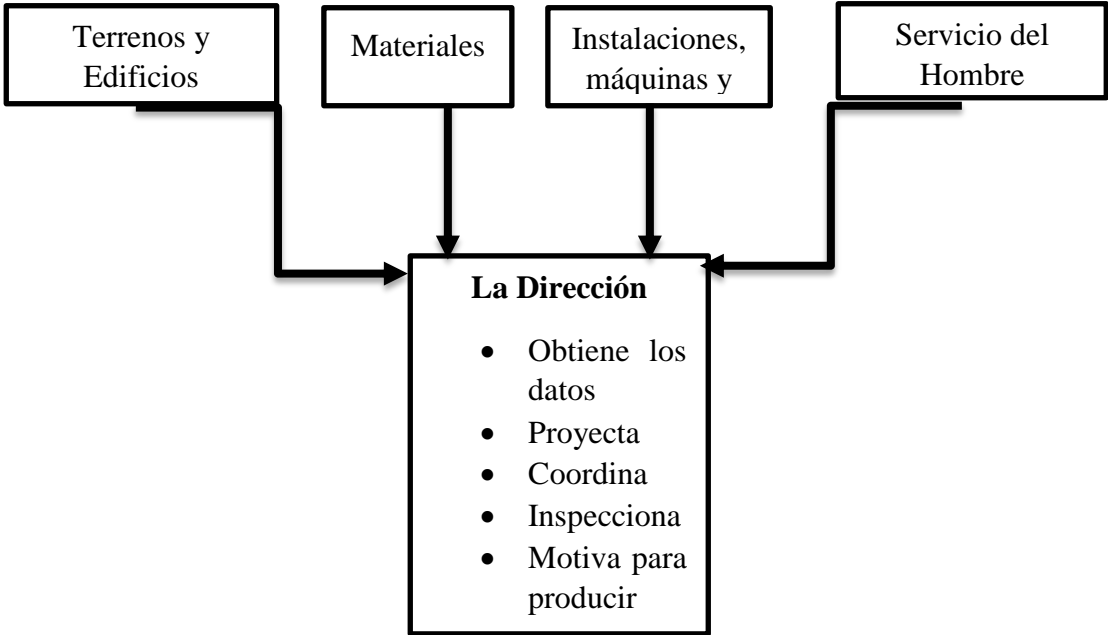 Terrenos y
Edificios
Materiales
Instalaciones,
máquinas y
Servicio del
Hombre
La Dirección
• Obtiene los
datos
• Proyecta
• Coordina
• Inspecciona
• Motiva para
producir